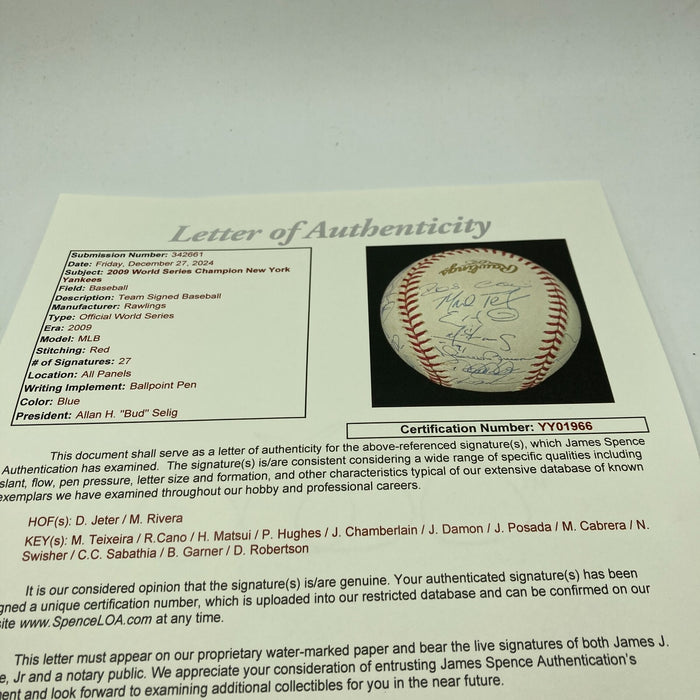 Letter of Authenticity
Submission Number: 342661
Date: Friday, December 27, 2024
Subject: 2009 World Series Champion New York
Yankees
Field: Baseball
Description: Team Signed Baseball
Manufacturer: Rawlings
Type: Official World Series
Era: 2009
Model: MLB
Stitching: Red
# of Signatures: 27
Location: All Panels
Writing Implement: Ballpoint Pen
Color: Blue
President: Allan H. "Bud" Selig
Rawlings
Certification Number: YY01966
This document shall serve as a letter of authenticity for the above-referenced signature(s), which James Spence
Authentication has examined. The signature(s) is/are consistent considering a wide range of specific qualities including
slant, flow, pen pressure, letter size and formation, and other characteristics typical of our extensive database of known
exemplars we have examined throughout our hobby and professional careers.
HOF(s): D. Jeter / M. Rivera
KEY(s): M. Teixeira / R.Cano / H. Matsui / P. Hughes / J. Chamberlain / J. Damon / J. Posada / M. Cabrera / N.
Swisher / C.C. Sabathia / B. Garner / D. Robertson
It is our considered opinion that the signature(s) is/are genuine. Your authenticated signature(s) has been
gned a unique certification number, which is uploaded into our restricted database and can be confirmed on our
site www.SpenceLOA.com at any time.
This letter must appear on our proprietary water-marked paper and bear the live signatures of both James J.
e, Jr and a notary public. We appreciate your consideration of entrusting James Spence Authentication's
ent and look forward to examining additional collectibles for you in the near future.